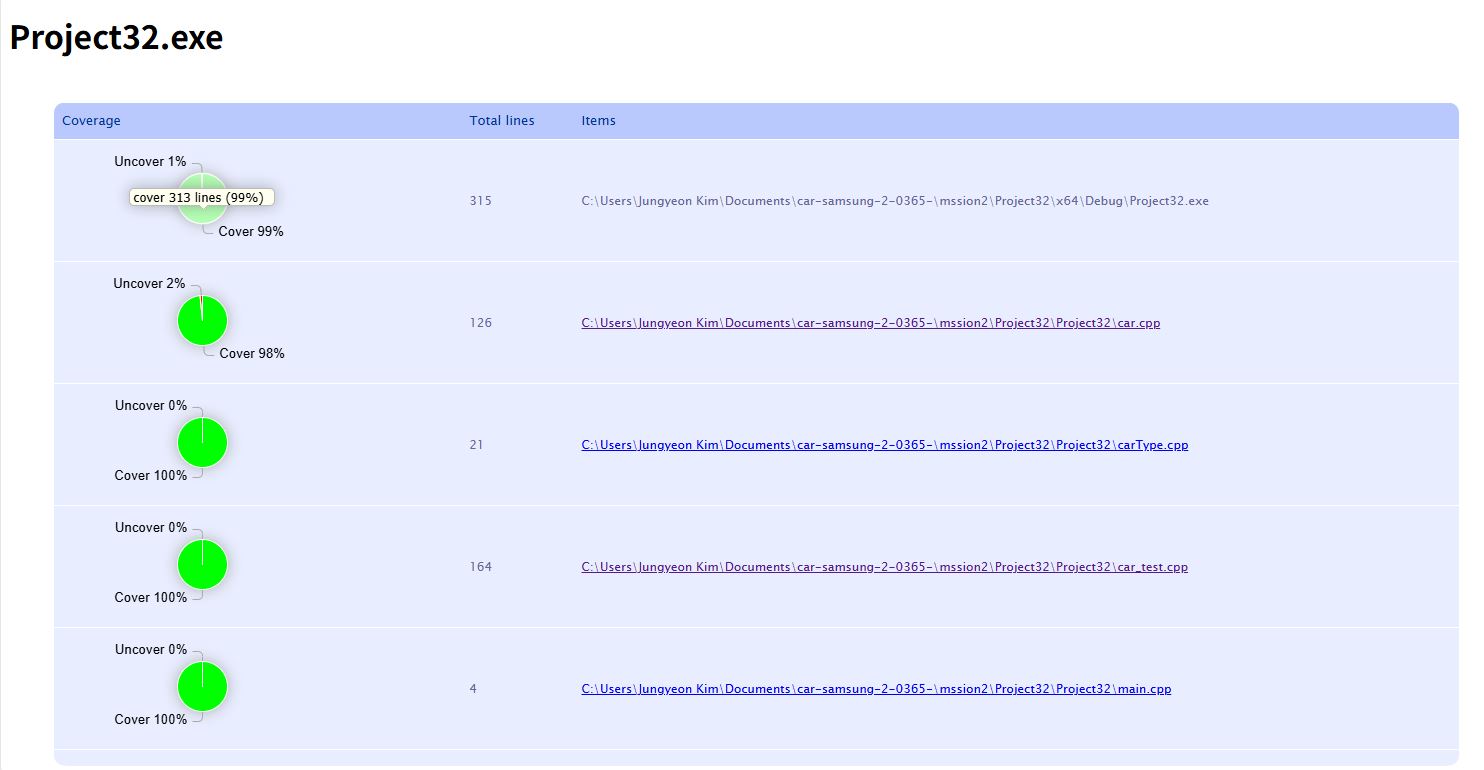 Project32.exe
Coverage Total lines Items
Uncover 1%
cover 313 lines (99%)
Cover 99%
315 C:\Users\Jungyeon Kim\Documents\car-samsung-2-0365-\mssion2\Project32\x64\Debug\Project32.exe
Uncover 2%
Cover 98%
126 C:\Users\Jungyeon Kim\Documents\car-samsung-2-0365-\mssion2\Project32\Project32\car.cpp
Uncover 0%
Cover 100%
21 C:\Users\Jungyeon Kim\Documents\car-samsung-2-0365-\mssion2\Project32\Project32\carType.cpp
Uncover 0%
Cover 100%
164 C:\Users\Jungyeon Kim\Documents\car-samsung-2-0365-\mssion2\Project32\Project32\car_test.cpp
Uncover 0%
Cover 100%
4 C:\Users\Jungyeon Kim\Documents\car-samsung-2-0365-\mssion2\Project32\Project32\main.cpp